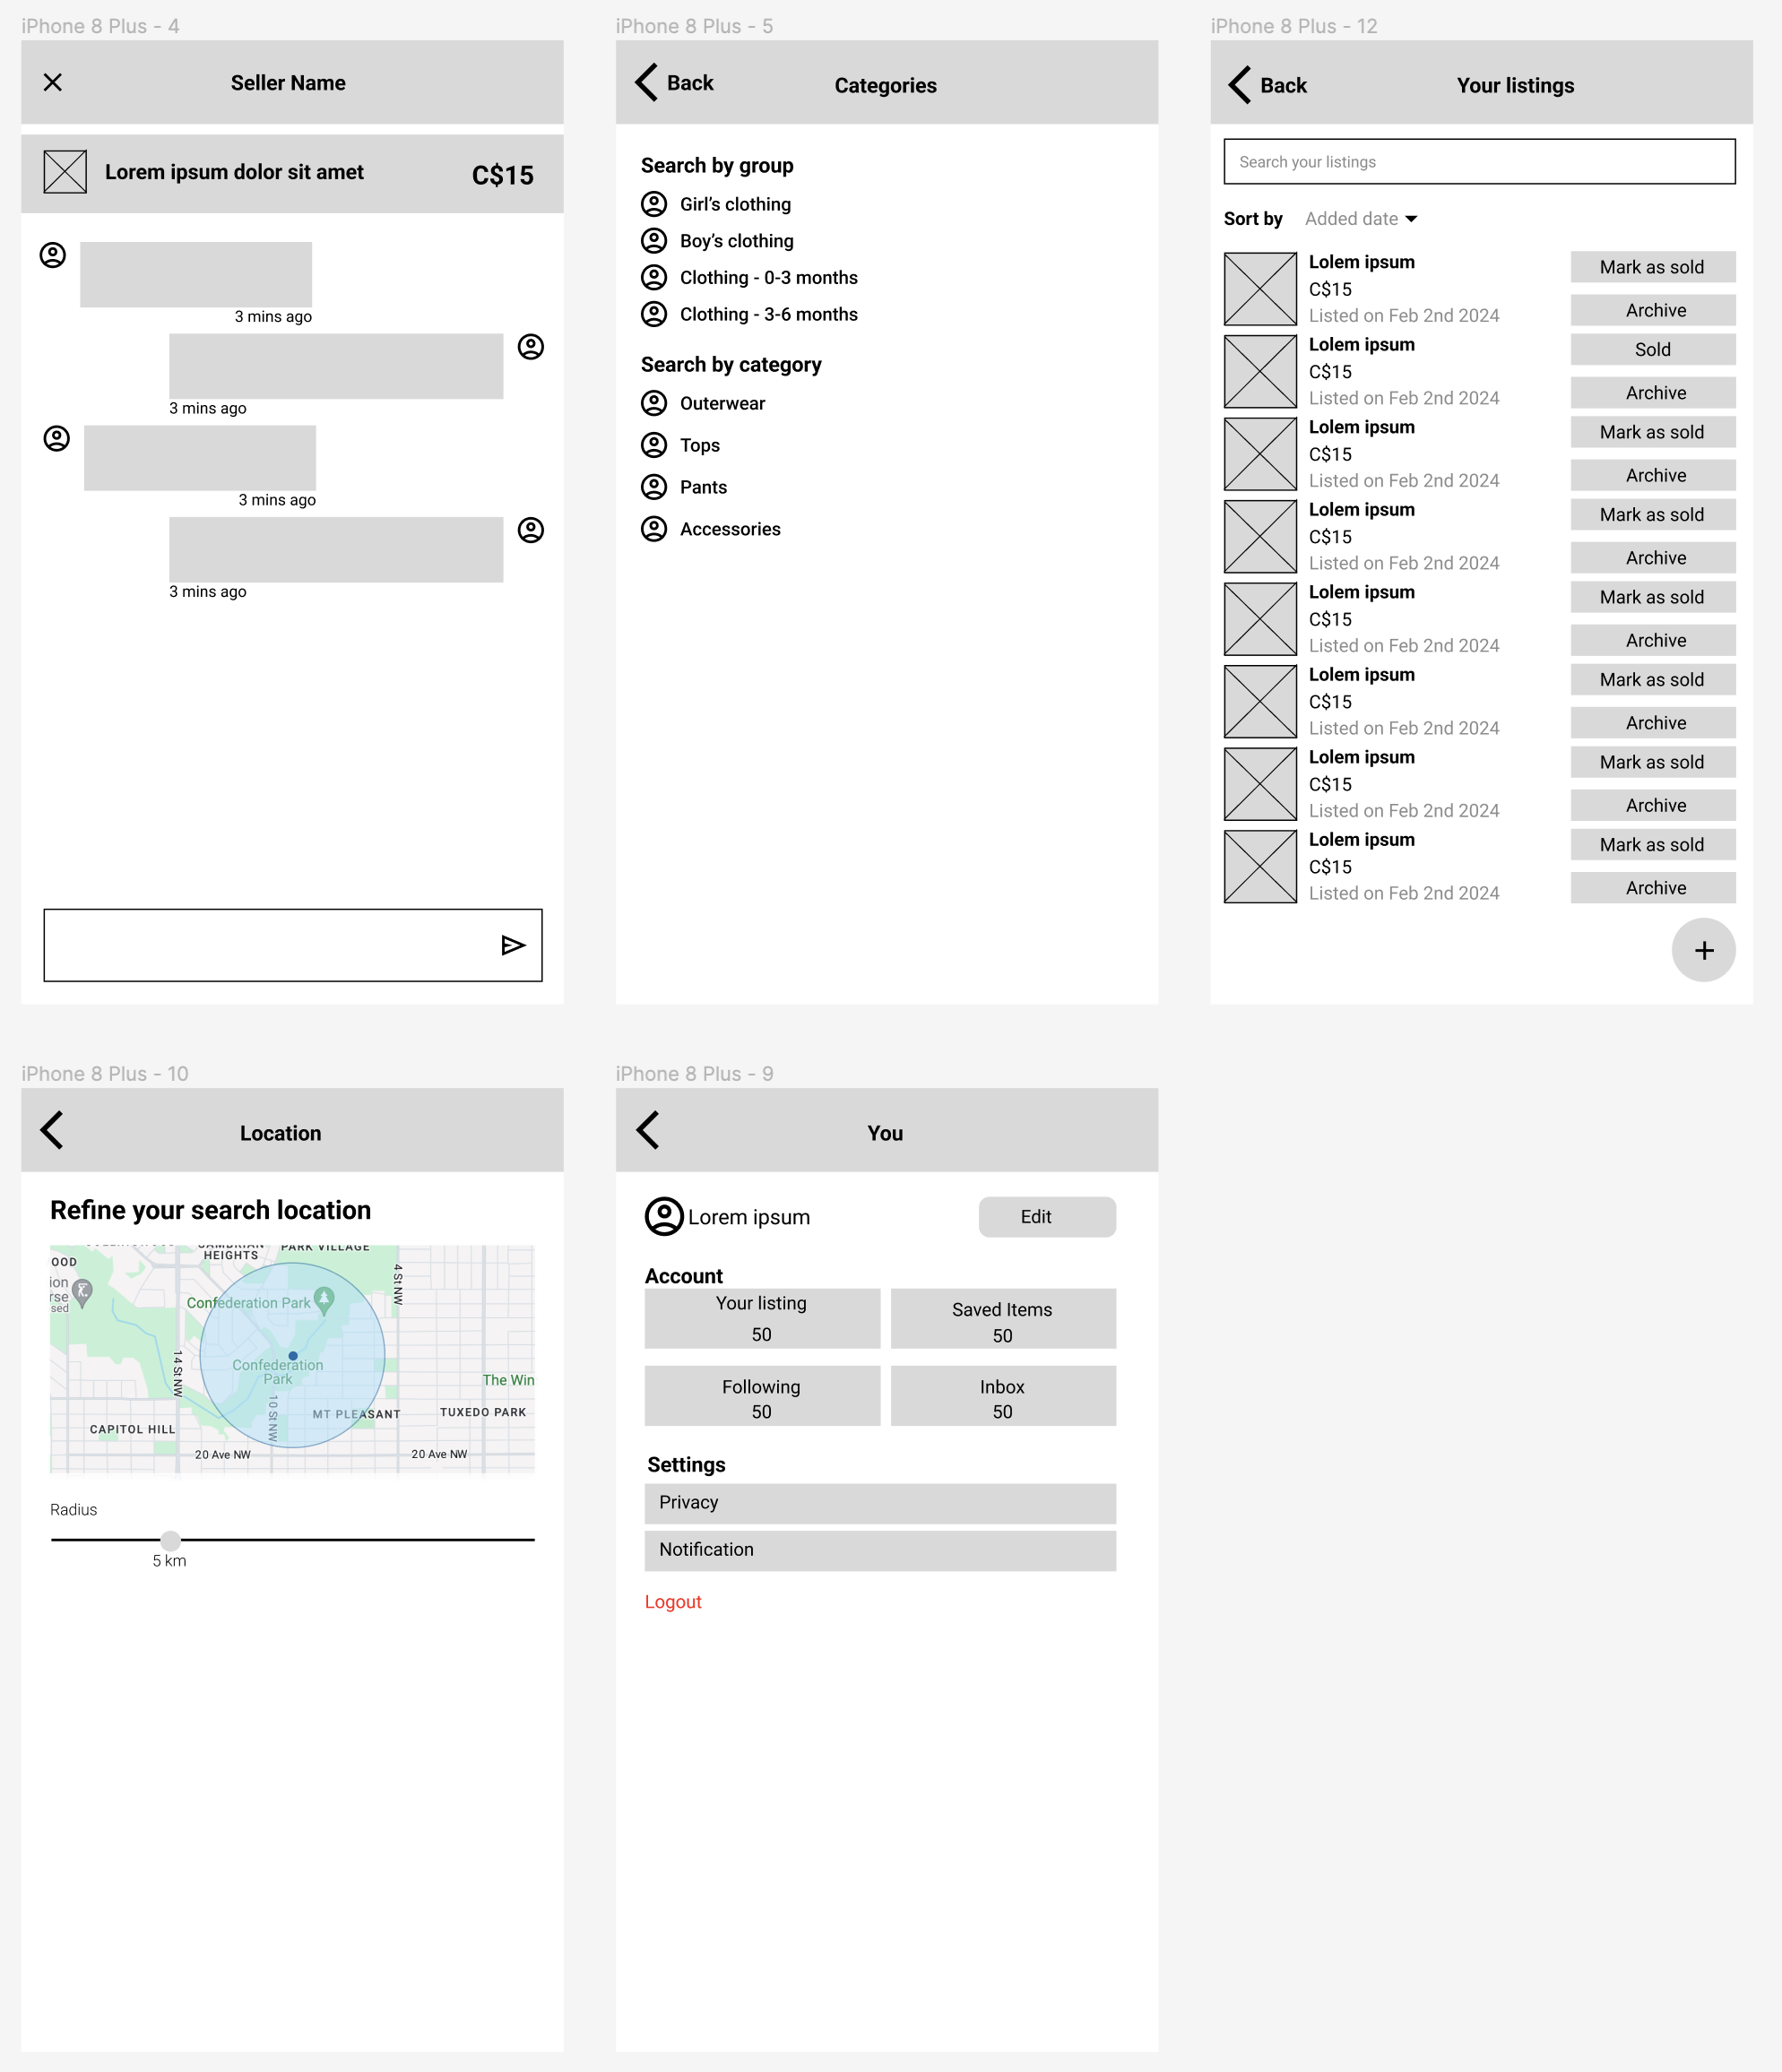 iPhone 8 Plus - 4
Seller Name
Lorem ipsum dolor sit amet
C$15
3 mins ago
3 mins ago
3 mins ago
3 mins ago
iPhone 8 Plus - 5
Back
Categories
Search by group
Girl’s clothing
Boy’s clothing
Clothing - 0-3 months
Clothing - 3-6 months
Search by category
Outerwear
Tops
Pants
Accessories
iPhone 8 Plus - 12
Back
Your listings
Search your listings
Sort by Added date
Lolem ipsum
C$15
Listed on Feb 2nd 2024
Mark as sold
Archive
Lolem ipsum
C$15
Listed on Feb 2nd 2024
Sold
Archive
Lolem ipsum
C$15
Listed on Feb 2nd 2024
Mark as sold
Archive
Lolem ipsum
C$15
Listed on Feb 2nd 2024
Mark as sold
Archive
Lolem ipsum
C$15
Listed on Feb 2nd 2024
Mark as sold
Archive
Lolem ipsum
C$15
Listed on Feb 2nd 2024
Mark as sold
Archive
Lolem ipsum
C$15
Listed on Feb 2nd 2024
Mark as sold
Archive
Lolem ipsum
C$15
Listed on Feb 2nd 2024
Mark as sold
Archive
+
iPhone 8 Plus - 10
Location
Refine your search location
HEIGHTS
PARK VILLAGE
OOD
ion
rse
sed
4 St NW
Confederation Park
14 St NW
Confederation
Park
The Win
10 St NW
MT PLEASANT
TUXEDO PARK
CAPITOL HILL
20 Ave NW
20 Ave NW
Radius
5 km
iPhone 8 Plus - 9
You
Lorem ipsum
Edit
Account
Your listing
50
Saved Items
50
Following
50
Inbox
50
Settings
Privacy
Notification
Logout